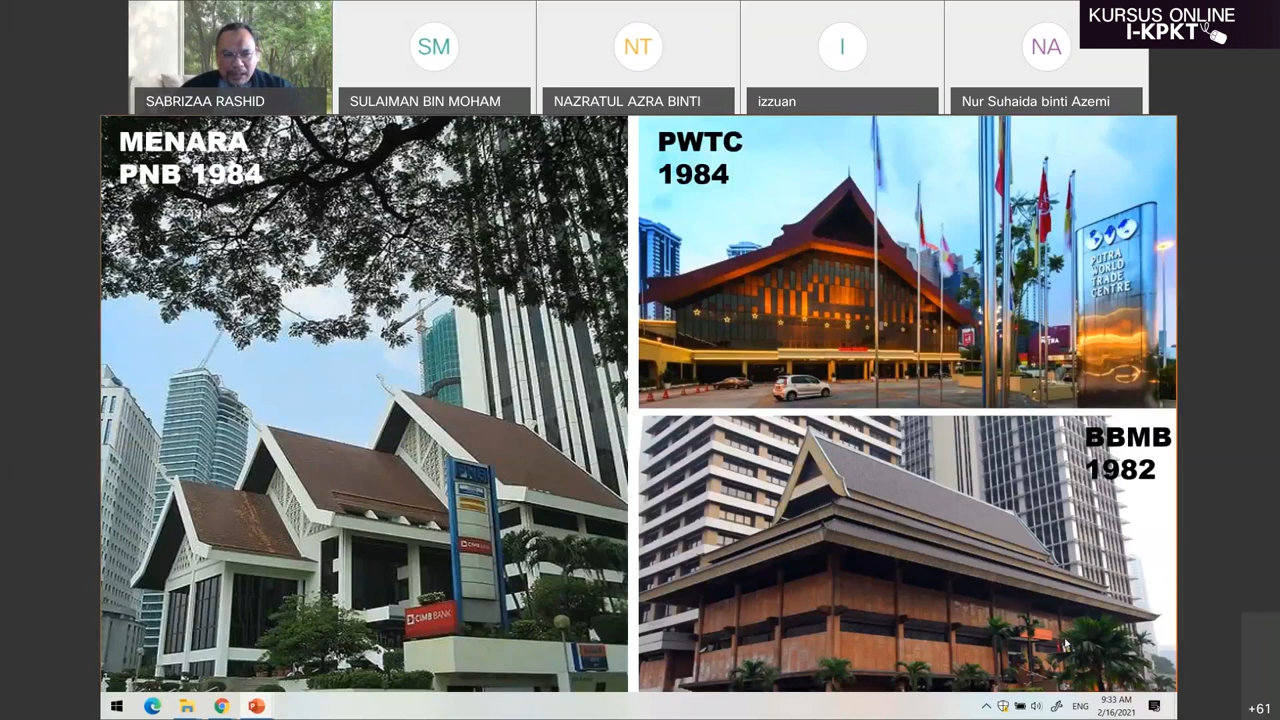 KURSUS ONLINE
I-KPKT
SM
NT
I
NA
SABRIZAA RASHID
SULAIMAN BIN MOHAM
NAZRATUL AZRA BINTI
izzuan
Nur Suhaida binti Azemi
MENARA
PNB 1984
PWTC
1984
PUTRA
WORLD
TRADE
CENTRE
BBMB
1982
PNB
CIMB BANK
ENG
9:33 AM
2/16/2021
+61